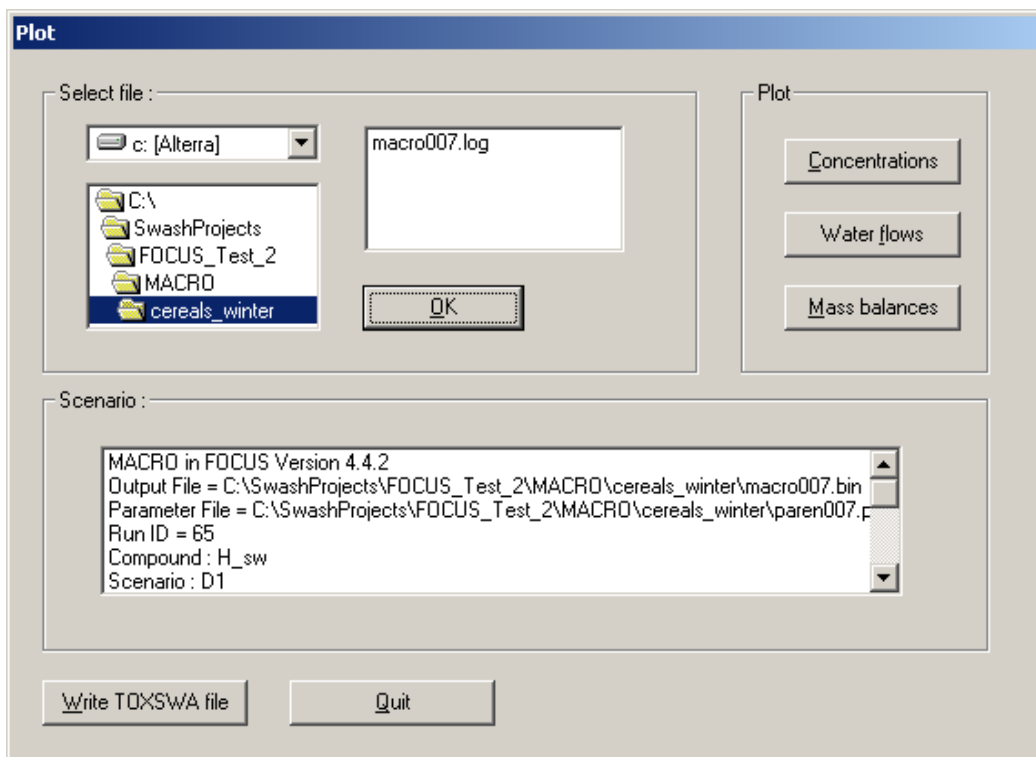 Plot
Select file :
c: [Alterra]
C:\
SwashProjects
FOCUS_Test_2
MACRO
cereals_winter
macro007.log
OK
Plot
Concentrations
Water flows
Mass balances
Scenario :
MACRO in FOCUS Version 4.4.2
Output File = C:\SwashProjects\FOCUS_Test_2\MACRO\cereals_winter\macro007.bin
Parameter File = C:\SwashProjects\FOCUS_Test_2\MACRO\cereals_winter\paren007.p
Run ID = 65
Compound : H_sw
Scenario : D1
Write TOXSWA file
Quit